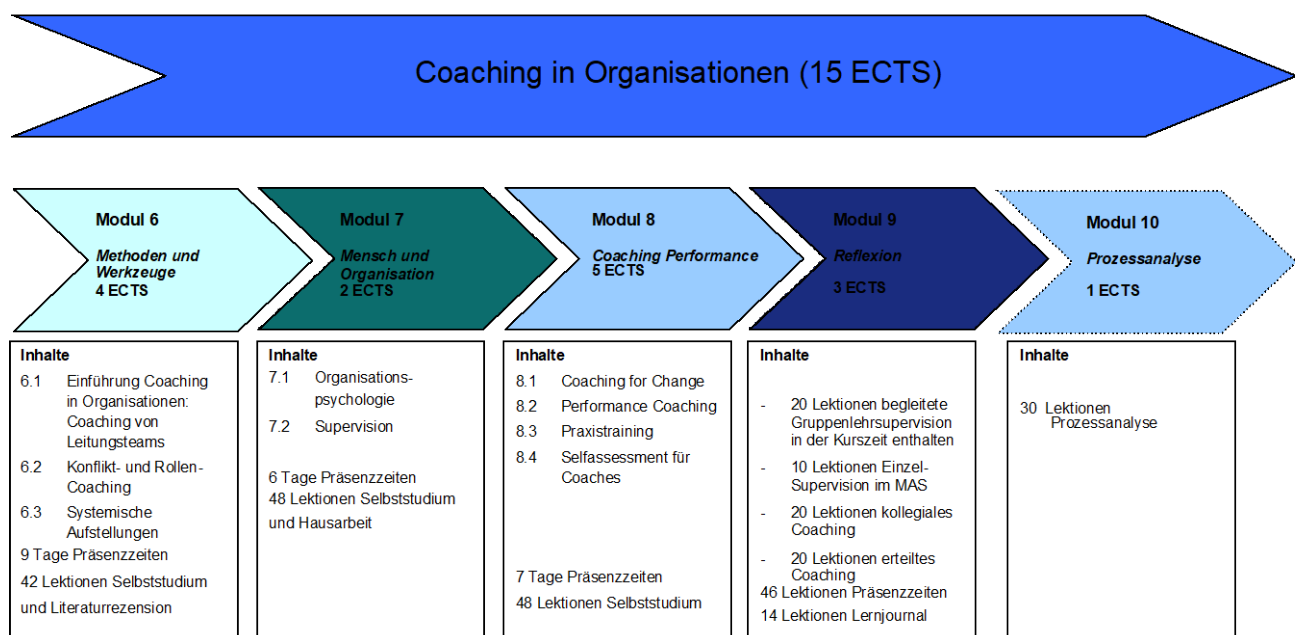 Coaching in Organisationen (15 ECTS)
Modul 6
Methoden und
Werkzeuge
4 ECTS
Modul 7
Mensch und
Organisation
2 ECTS
Modul 8
Coaching Performance
5 ECTS
Modul 9
Reflexion
3 ECTS
Modul 10
Prozessanalyse
1 ECTS
Inhalte
6.1 Einführung Coaching
in Organisationen:
Coaching von
Leitungsteams
6.2 Konflikt- und Rollen-
Coaching
6.3 Systemische
Aufstellungen
9 Tage Präsenzzeiten
42 Lektionen Selbststudium
und Literaturrezension
Inhalte
7.1 Organisations-
psychologie
7.2 Supervision
6 Tage Präsenzzeiten
48 Lektionen Selbststudium
und Hausarbeit
Inhalte
8.1 Coaching for Change
8.2 Performance Coaching
8.3 Praxistraining
8.4 Selfassessment für
Coaches
7 Tage Präsenzzeiten
48 Lektionen Selbststudium
Inhalte
- 20 Lektionen begleitete
Gruppenlehrsupervision
in der Kurszeit enthalten
- 10 Lektionen Einzel-
Supervision im MAS
- 20 Lektionen kollegiales
Coaching
- 20 Lektionen erteiltes
Coaching
46 Lektionen Präsenzzeiten
14 Lektionen Lernjournal
Inhalte
30 Lektionen
Prozessanalyse